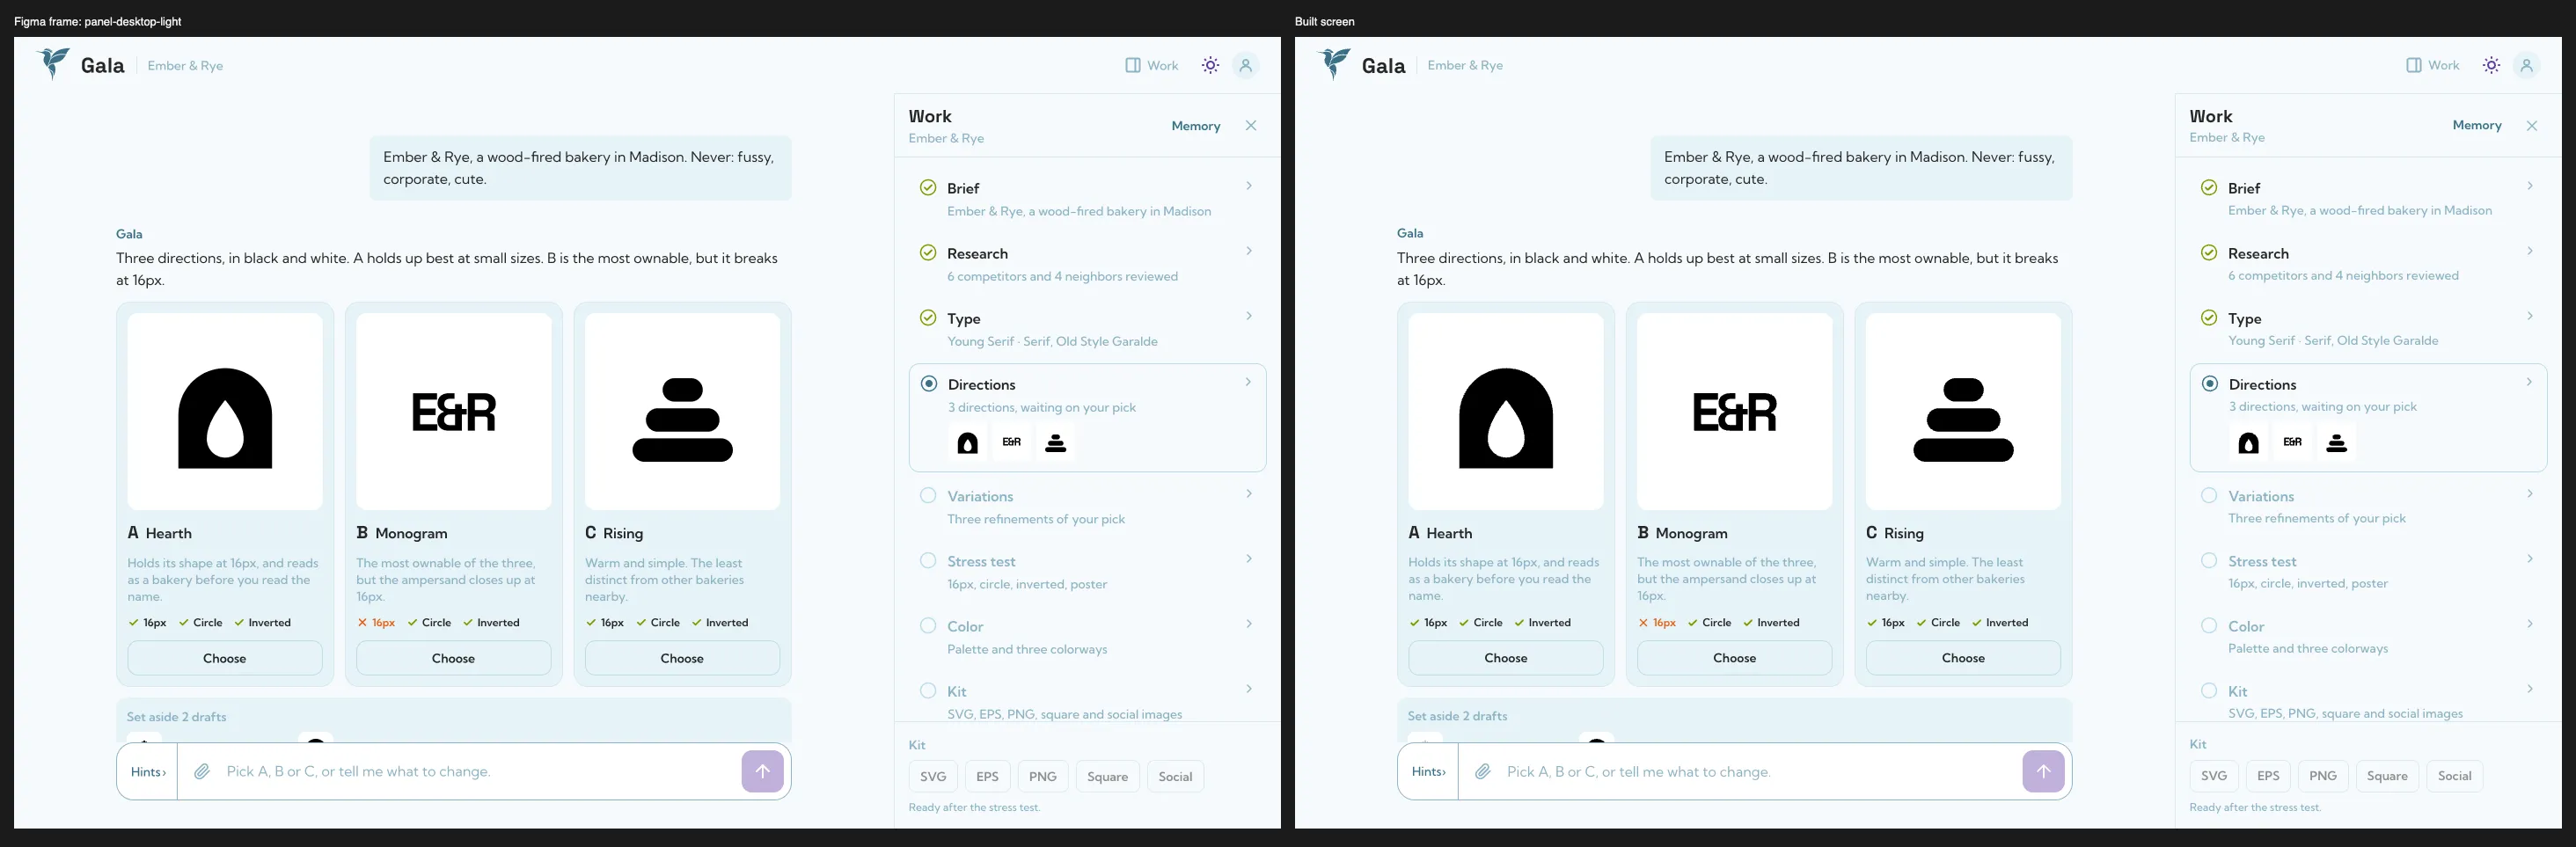 Figma frame: panel-desktop-light
Gala
Ember & Rye
Work
Ember & Rye, a wood-fired bakery in Madison. Never: fussy,
corporate, cute.
Gala
Three directions, in black and white. A holds up best at small sizes. B is the most ownable, but it breaks
at 16px.
E&R
A Hearth
Holds its shape at 16px, and reads
as a bakery before you read the
name.
16px Circle Inverted
Choose
B Monogram
The most ownable of the three,
but the ampersand closes up at
16px.
16px Circle Inverted
Choose
C Rising
Warm and simple. The least
distinct from other bakeries
nearby.
16px Circle Inverted
Choose
Set aside 2 drafts
Hints›
Pick A, B or C, or tell me what to change.
Work
Ember & Rye
Memory
Brief
Ember & Rye, a wood-fired bakery in Madison
Research
6 competitors and 4 neighbors reviewed
Type
Young Serif · Serif, Old Style Garalde
Directions
3 directions, waiting on your pick
E&R
Variations
Three refinements of your pick
Stress test
16px, circle, inverted, poster
Color
Palette and three colorways
Kit
SVG, EPS, PNG, square and social images
Kit
SVG EPS PNG Square Social
Ready after the stress test.
Built screen
Gala
Ember & Rye
Work
Ember & Rye, a wood-fired bakery in Madison. Never: fussy,
corporate, cute.
Gala
Three directions, in black and white. A holds up best at small sizes. B is the most ownable, but it breaks
at 16px.
E&R
A Hearth
Holds its shape at 16px, and reads
as a bakery before you read the
name.
16px Circle Inverted
Choose
B Monogram
The most ownable of the three,
but the ampersand closes up at
16px.
16px Circle Inverted
Choose
C Rising
Warm and simple. The least
distinct from other bakeries
nearby.
16px Circle Inverted
Choose
Set aside 2 drafts
Hints›
Pick A, B or C, or tell me what to change.
Work
Ember & Rye
Memory
Brief
Ember & Rye, a wood-fired bakery in Madison
Research
6 competitors and 4 neighbors reviewed
Type
Young Serif · Serif, Old Style Garalde
Directions
3 directions, waiting on your pick
E&R
Variations
Three refinements of your pick
Stress test
16px, circle, inverted, poster
Color
Palette and three colorways
Kit
SVG, EPS, PNG, square and social images
Kit
SVG EPS PNG Square Social
Ready after the stress test.